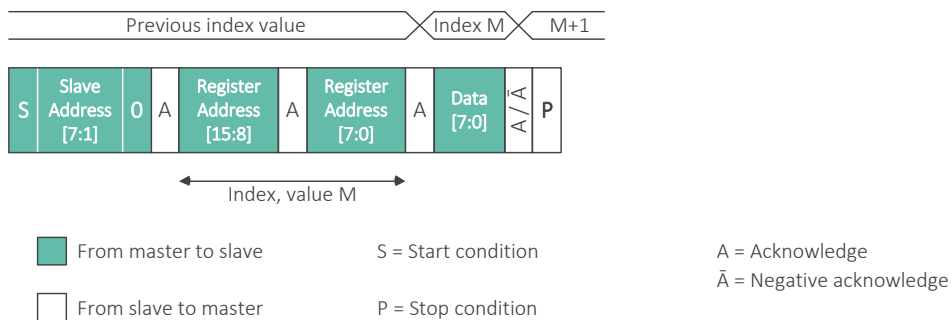 Previous index value Index M M+1
S Slave Address [7:1] 0 A Register Address [15:8] A Register Address [7:0] A Data [7:0] A / Ā P
Index, value M
From master to slave S = Start condition A = Acknowledge
Ā = Negative acknowledge
From slave to master P = Stop condition